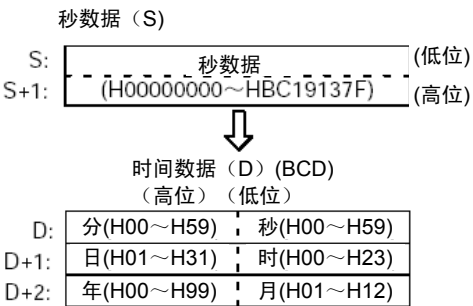 秒数据（S)
S: 秒数据 (低位)
S+1: (H00000000～HBC19137F) (高位)
时间数据（D）(BCD)
（高位）（低位）
D: 分(H00～H59) 秒(H00～H59)
D+1: 日(H01～H31) 时(H00～H23)
D+2: 年(H00～H99) 月(H01～H12)